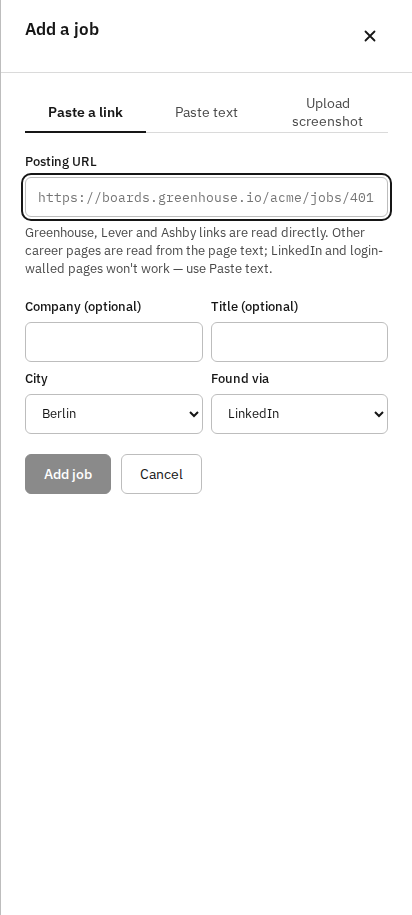 Add a job
Paste a link
Paste text
Upload
screenshot
Posting URL
https://boards.greenhouse.io/acme/jobs/401
Greenhouse, Lever and Ashby links are read directly. Other
career pages are read from the page text; LinkedIn and login-
walled pages won't work — use Paste text.
Company (optional)
Title (optional)
City
Found via
Berlin
LinkedIn
Add job
Cancel